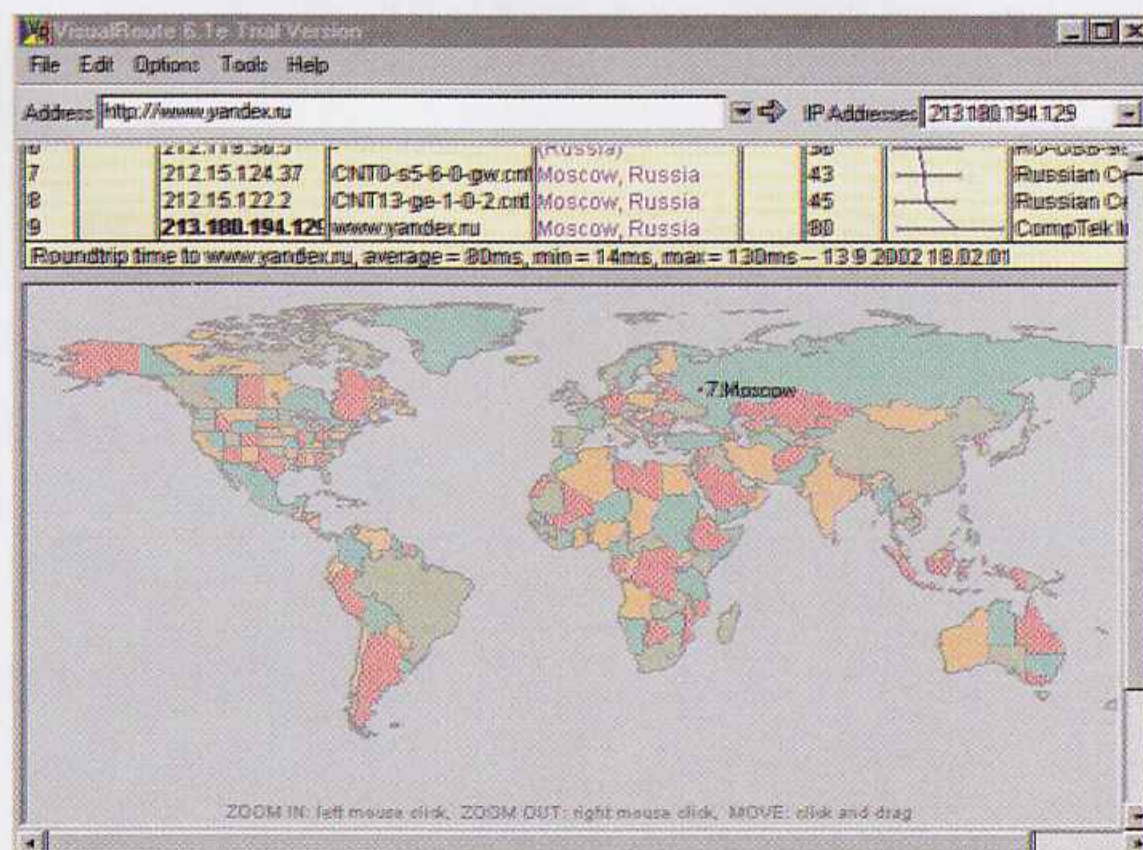 VisualRoute 6.1e Trial Version
File Edit Options Tools Help
Address http://www.yandex.ru IP Addresses 213.180.194.129
(Russia)
7 212.15.124.37 CNT0-s5-6-0-gw.cnt Moscow, Russia 43 Russian Ce
8 212.15.122.2 CNT13-ge-1-0-2.cnt Moscow, Russia 45 Russian Ce
9 213.180.194.129 www.yandex.ru Moscow, Russia 80 CompTek In
Roundtrip time to www.yandex.ru, average = 80ms, min = 14ms, max = 130ms -- 13.9.2002 18:02:01
7.Moscow
ZOOM IN: left mouse click, ZOOM OUT: right mouse click, MOVE: click and drag